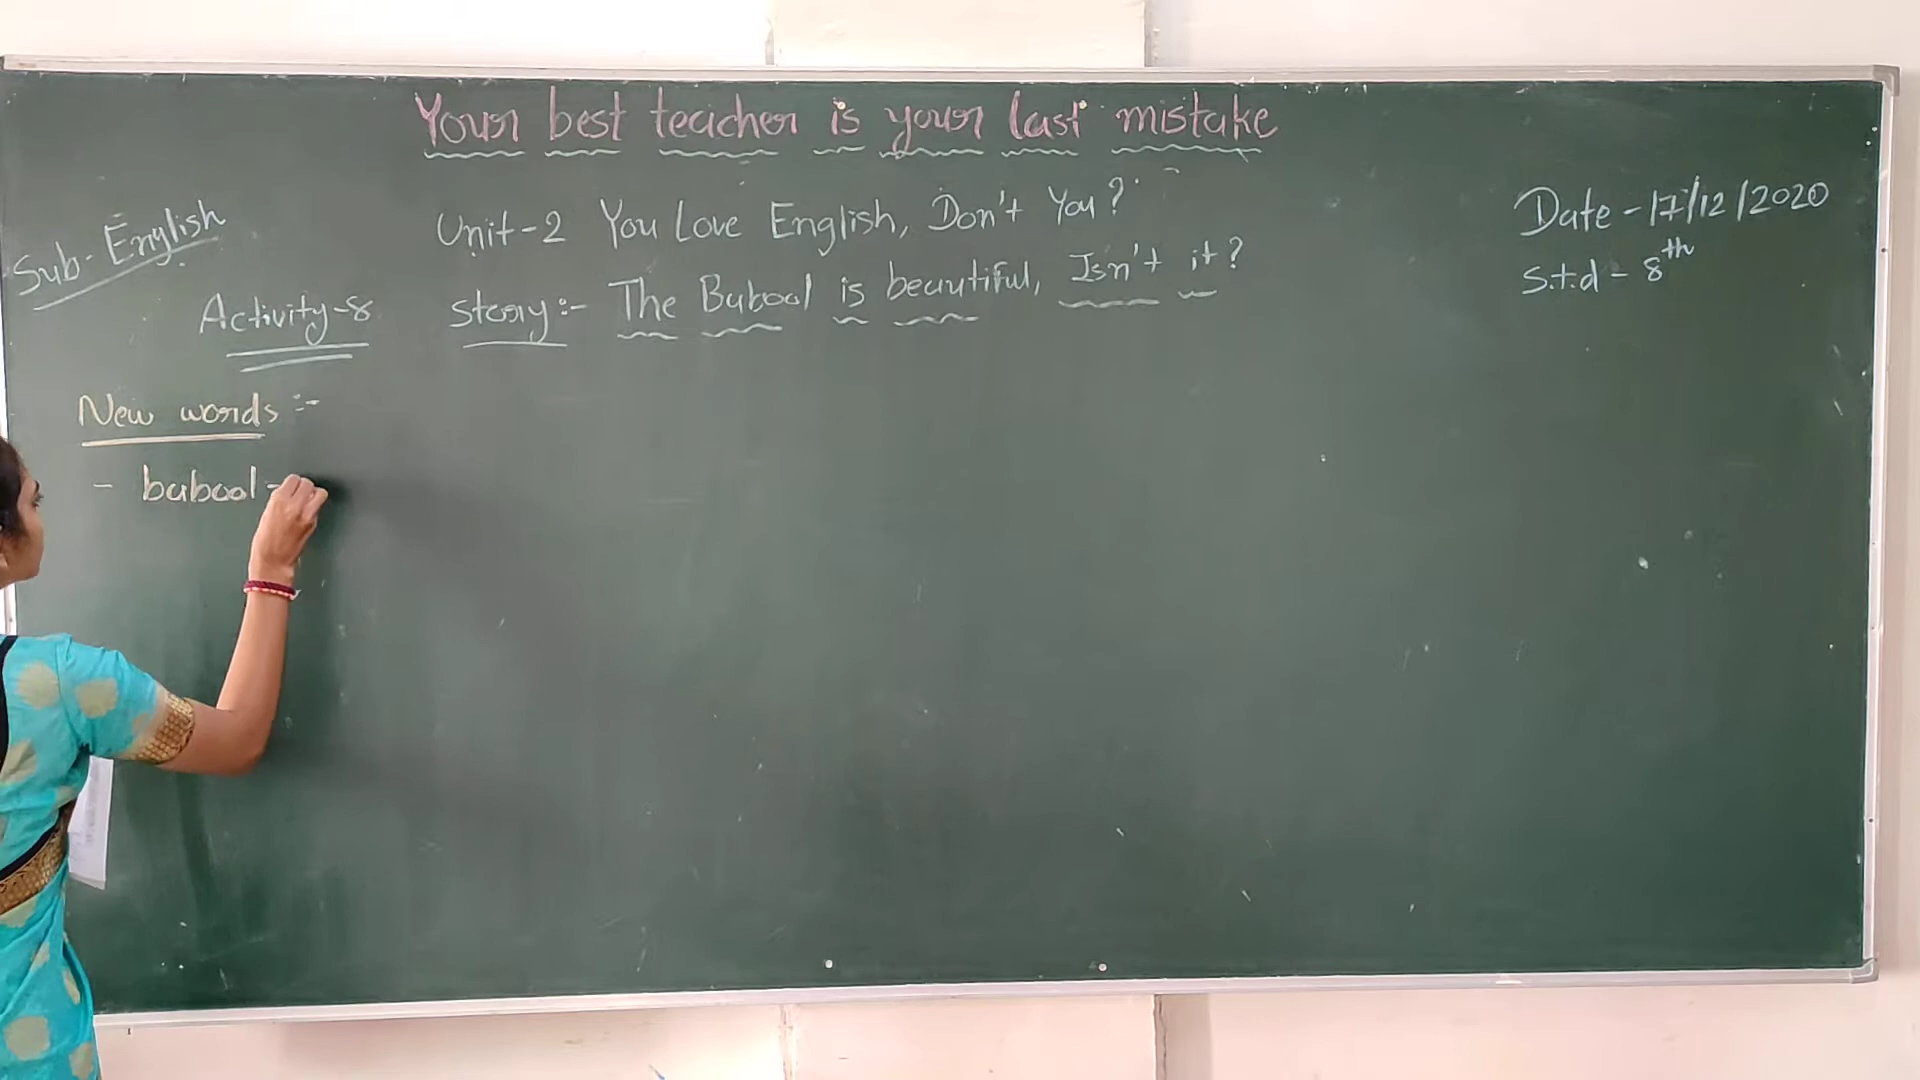 Your best teacher is your last mistake
Sub- English
Unit-2 You Love English, Don't You?
Date - 17/12/2020
S.t.d - 8th
Activity-8
Story:- The Babool is beautiful, Isn't it?
New words :-
- babool -